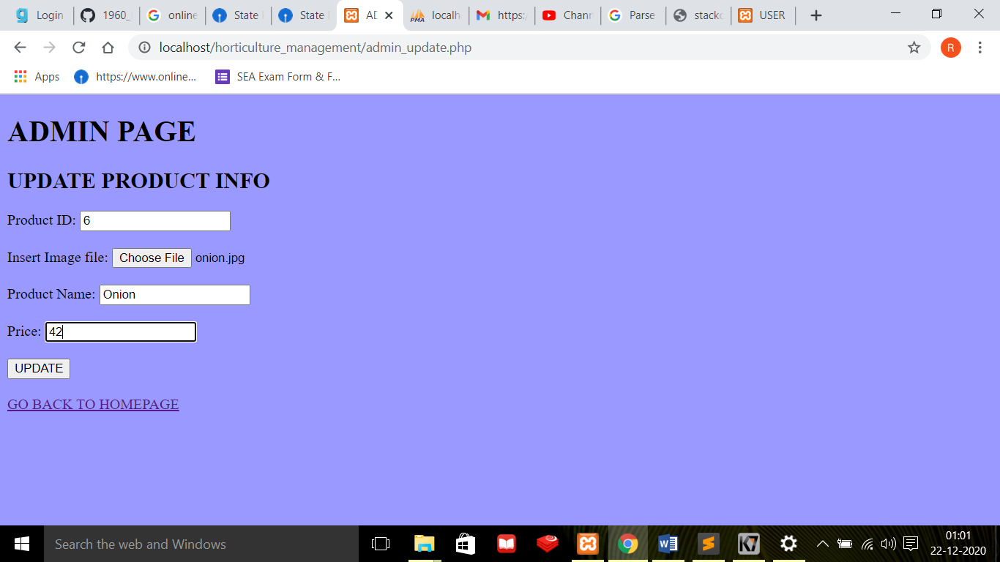 Login 1960_ online State State AD localh https:/ Chann Parse stacko USER
localhost/horticulture_management/admin_update.php R
Apps https://www.online... SEA Exam Form & F...
ADMIN PAGE
UPDATE PRODUCT INFO
Product ID: 6
Insert Image file: Choose File onion.jpg
Product Name: Onion
Price: 42
UPDATE
GO BACK TO HOMEPAGE
Search the web and Windows
01:01
22-12-2020